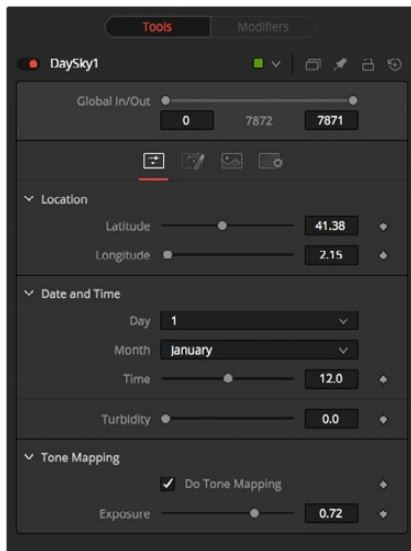 Tools Modifiers
DaySky1
Global In/Out
0 7872 7871
Location
Latitude 41.38
Longitude 2.15
Date and Time
Day 1
Month January
Time 12.0
Turbidity 0.0
Tone Mapping
Do Tone Mapping
Exposure 0.72